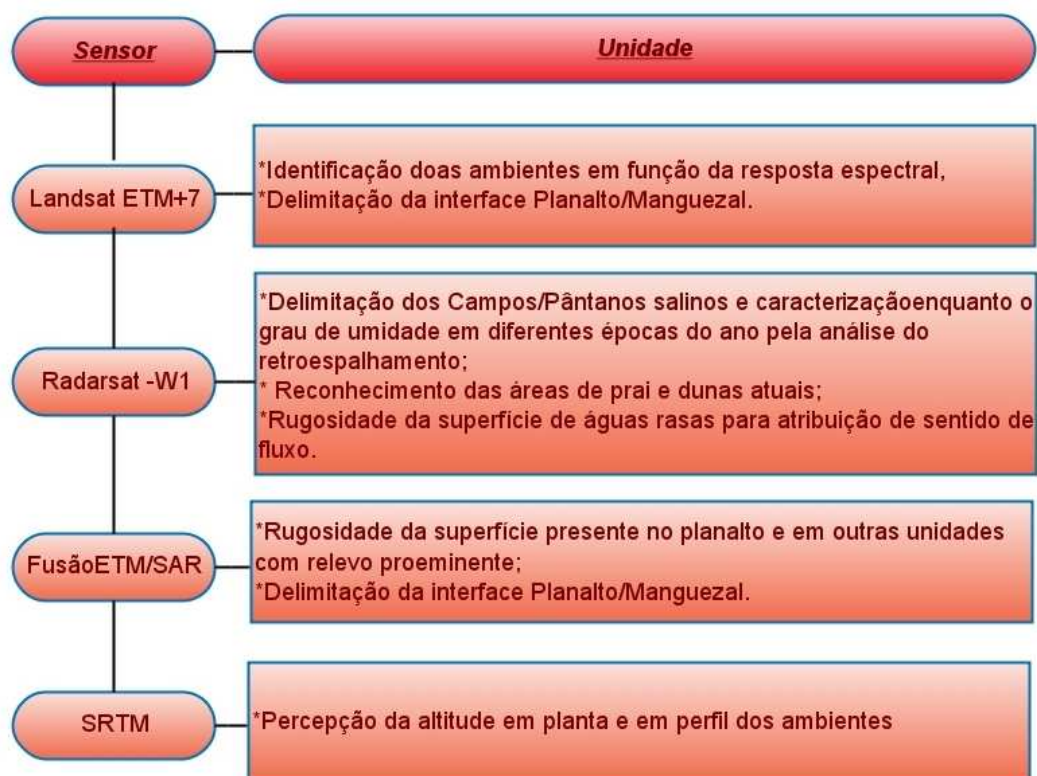 Sensor
Unidade
Landsat ETM+7
*Identificação doas ambientes em função da resposta espectral,
*Delimitação da interface Planalto/Manguezal.
Radarsat -W1
*Delimitação dos Campos/Pântanos salinos e caracterizaçãoenquanto o
grau de umidade em diferentes épocas do ano pela análise do
retroespalhamento;
* Reconhecimento das áreas de prai e dunas atuais;
*Rugosidade da superfície de águas rasas para atribuição de sentido de
fluxo.
FusãoETM/SAR
*Rugosidade da superfície presente no planalto e em outras unidades
com relevo proeminente;
*Delimitação da interface Planalto/Manguezal.
SRTM
*Percepção da altitude em planta e em perfil dos ambientes